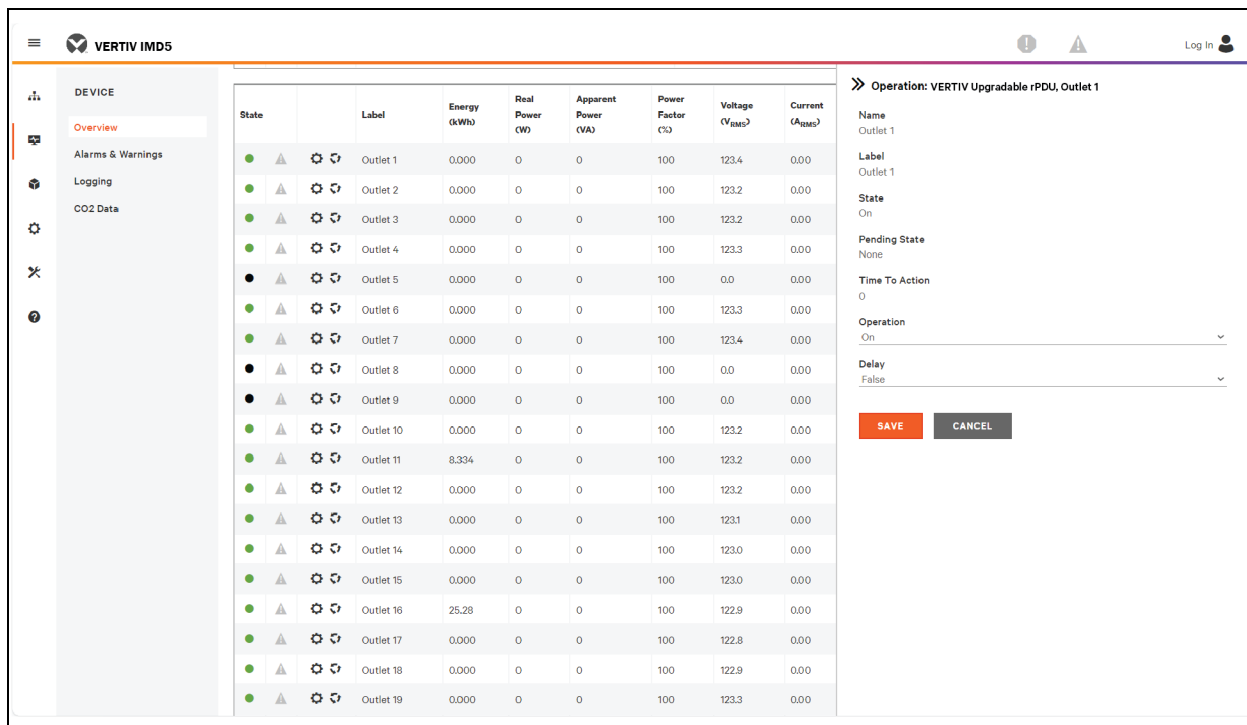 VERTIV IMD5
Log In
DEVICE
Overview
Alarms & Warnings
Logging
CO2 Data
State Label Energy (kWh) Real Power (W) Apparent Power (VA) Power Factor (%) Voltage (VRMS) Current (ARMS)
Outlet 1 0.000 0 0 100 123.4 0.00
Outlet 2 0.000 0 0 100 123.2 0.00
Outlet 3 0.000 0 0 100 123.2 0.00
Outlet 4 0.000 0 0 100 123.3 0.00
Outlet 5 0.000 0 0 100 0.0 0.00
Outlet 6 0.000 0 0 100 123.3 0.00
Outlet 7 0.000 0 0 100 123.4 0.00
Outlet 8 0.000 0 0 100 0.0 0.00
Outlet 9 0.000 0 0 100 0.0 0.00
Outlet 10 0.000 0 0 100 123.2 0.00
Outlet 11 8.334 0 0 100 123.2 0.00
Outlet 12 0.000 0 0 100 123.2 0.00
Outlet 13 0.000 0 0 100 123.1 0.00
Outlet 14 0.000 0 0 100 123.0 0.00
Outlet 15 0.000 0 0 100 123.0 0.00
Outlet 16 25.28 0 0 100 122.9 0.00
Outlet 17 0.000 0 0 100 122.8 0.00
Outlet 18 0.000 0 0 100 122.9 0.00
Outlet 19 0.000 0 0 100 123.3 0.00
Operation: VERTIV Upgradable rPDU, Outlet 1
Name
Outlet 1
Label
Outlet 1
State
On
Pending State
None
Time To Action
0
Operation
On
Delay
False
SAVE CANCEL